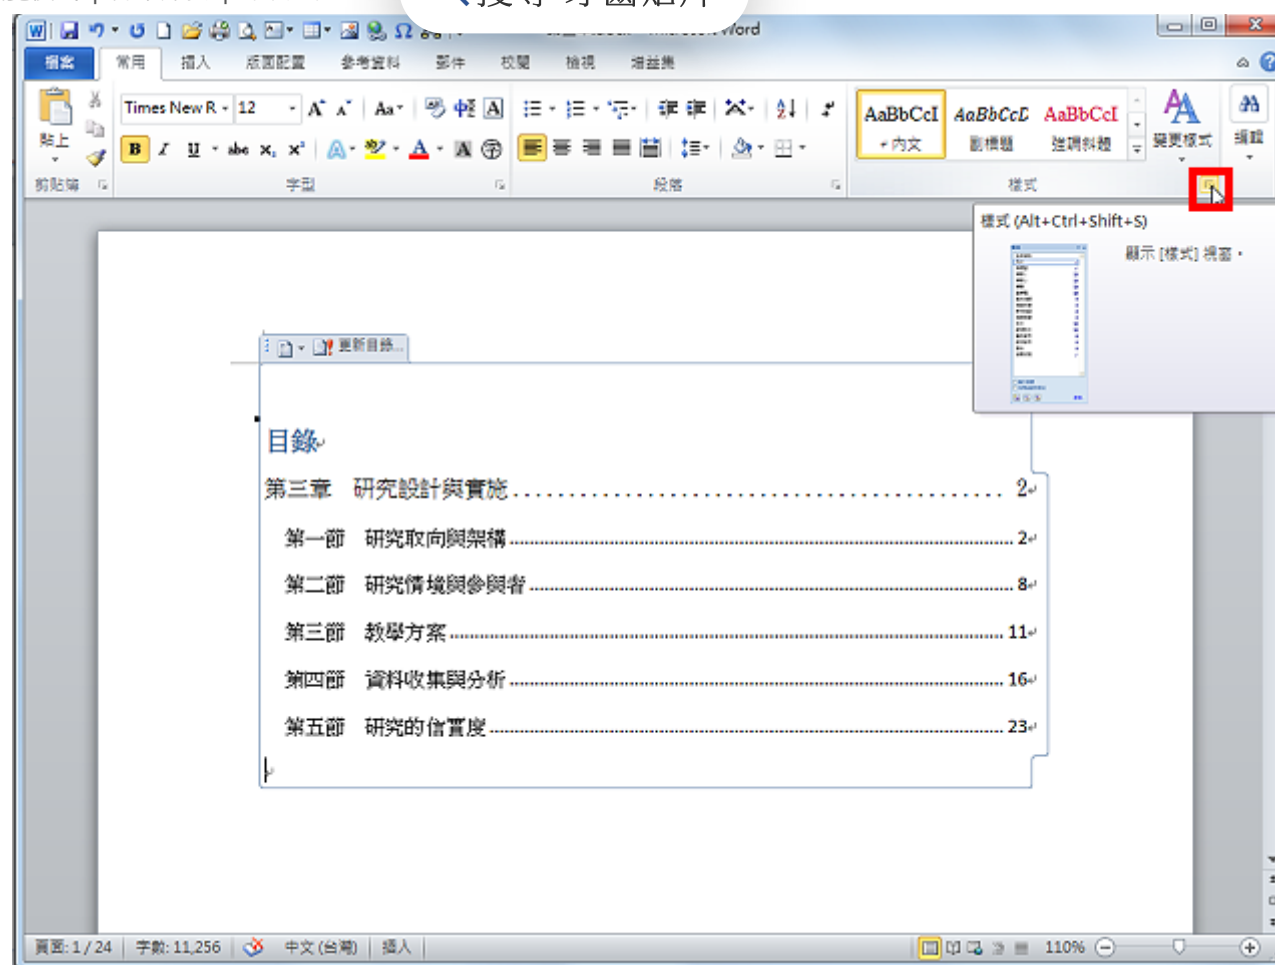 Word
檔案 常用 插入 版面配置 參考資料 郵件 校閱 檢視 增益集
Times New R 12
貼上
AaBbCcI AaBbCcD AaBbCcI
內文 副標題 強調斜體
變更樣式
編輯
剪貼簿 字型 段落 樣式
樣式 (Alt+Ctrl+Shift+S)
顯示 [樣式] 視窗。
更新目錄...
目錄
第三章 研究設計與實施 2
第一節 研究取向與架構 2
第二節 研究情境與參與者 8
第三節 教學方案 11
第四節 資料收集與分析 16
第五節 研究的信實度 23
頁面: 1 / 24 字數: 11,256 中文 (台灣) 插入 110%